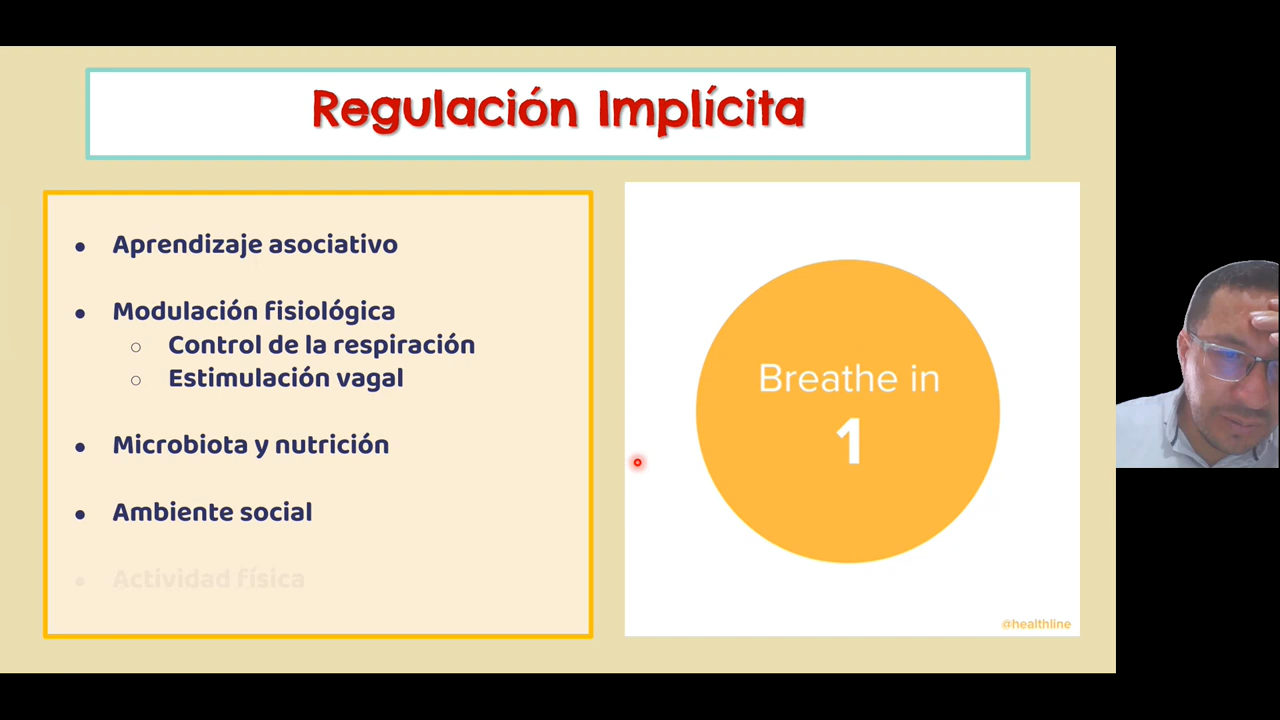 Regulación Implícita
● Aprendizaje asociativo
● Modulación fisiológica
○ Control de la respiración
○ Estimulación vagal
● Microbiota y nutrición
● Ambiente social
● Actividad física
Breathe in
1
@healthline